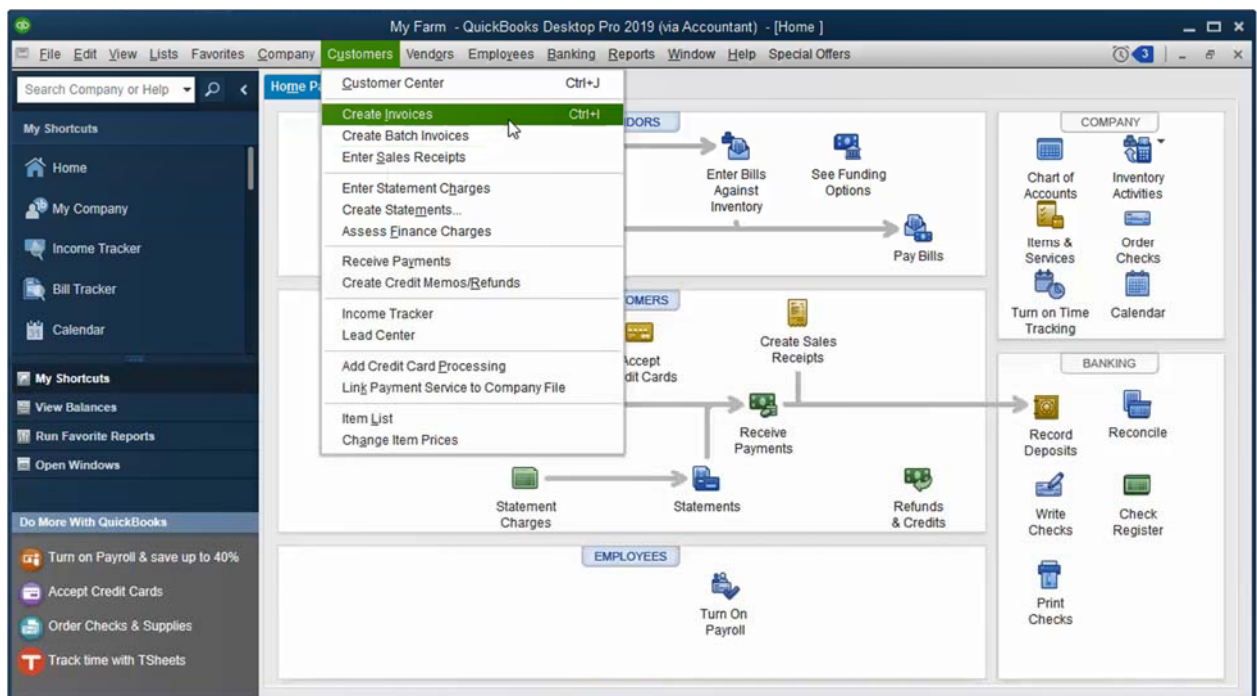 My Farm - QuickBooks Desktop Pro 2019 (via Accountant) - [Home ]
File Edit View Lists Favorites Company Customers Vendors Employees Banking Reports Window Help Special Offers 3
Search Company or Help
My Shortcuts
Home
My Company
Income Tracker
Bill Tracker
Calendar
My Shortcuts
View Balances
Run Favorite Reports
Open Windows
Do More With QuickBooks
Turn on Payroll & save up to 40%
Accept Credit Cards
Order Checks & Supplies
Track time with TSheets
Home P
Customer Center Ctrl+J
Create Invoices Ctrl+I
Create Batch Invoices
Enter Sales Receipts
Enter Statement Charges
Create Statements...
Assess Finance Charges
Receive Payments
Create Credit Memos/Refunds
Income Tracker
Lead Center
Add Credit Card Processing
Link Payment Service to Company File
Item List
Change Item Prices
DORS
Enter Bills
Against
Inventory
See Funding
Options
Pay Bills
OMERS
Accept
dit Cards
Create Sales
Receipts
Receive
Payments
Statement
Charges
Statements
Refunds
& Credits
EMPLOYEES
Turn On
Payroll
COMPANY
Chart of
Accounts
Inventory
Activities
Items &
Services
Order
Checks
Turn on Time
Tracking
Calendar
31
BANKING
Record
Deposits
Reconcile
Write
Checks
Check
Register
Print
Checks